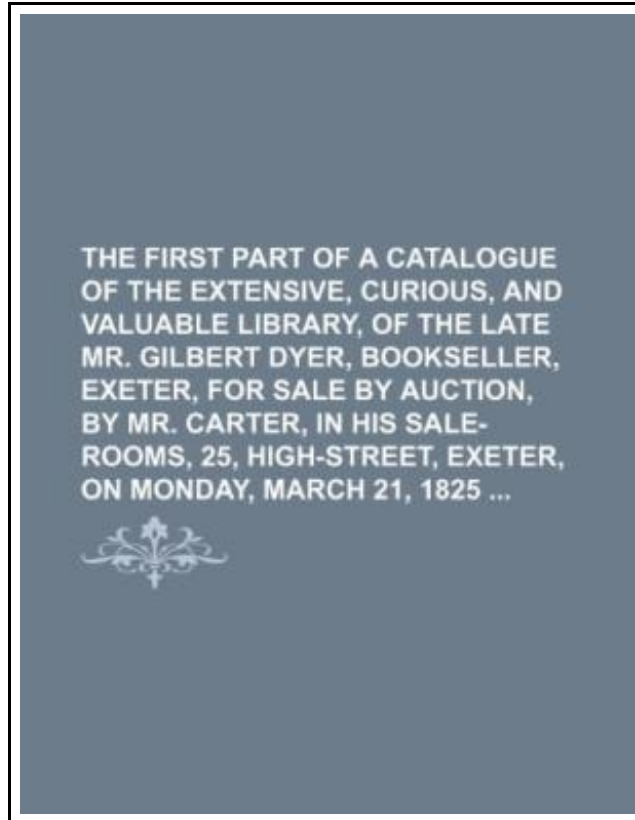 THE FIRST PART OF A CATALOGUE
OF THE EXTENSIVE, CURIOUS, AND
VALUABLE LIBRARY, OF THE LATE
MR. GILBERT DYER, BOOKSELLER,
EXETER, FOR SALE BY AUCTION,
BY MR. CARTER, IN HIS SALE-
ROOMS, 25, HIGH-STREET, EXETER,
ON MONDAY, MARCH 21, 1825 ...